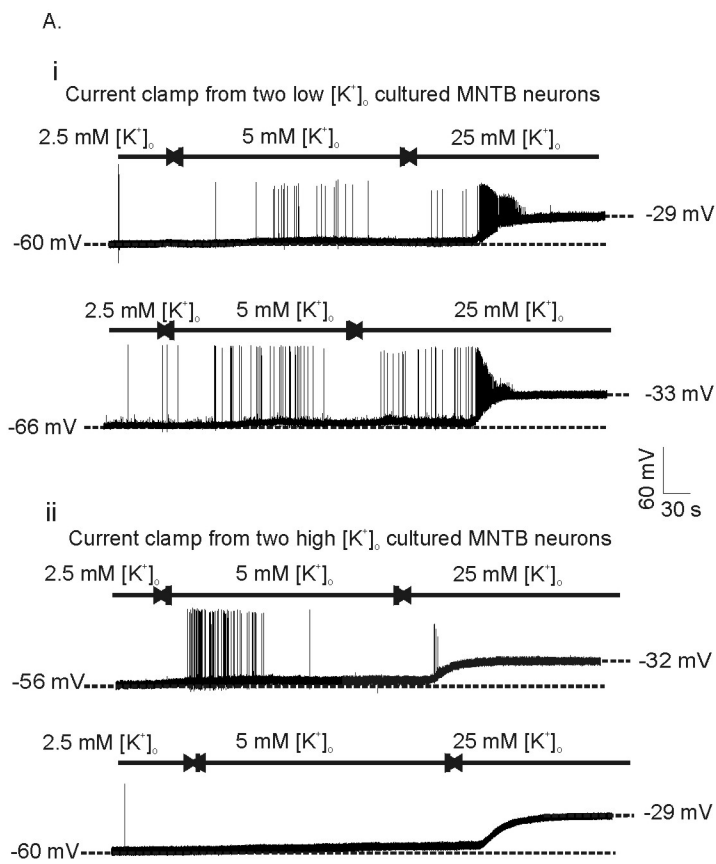 A.
i
Current clamp from two low [K⁺]ₒ cultured MNTB neurons
2.5 mM [K⁺]ₒ 5 mM [K⁺]ₒ 25 mM [K⁺]ₒ
-29 mV
-60 mV
2.5 mM [K⁺]ₒ 5 mM [K⁺]ₒ 25 mM [K⁺]ₒ
-33 mV
-66 mV
60 mV
30 s
ii
Current clamp from two high [K⁺]ₒ cultured MNTB neurons
2.5 mM [K⁺]ₒ 5 mM [K⁺]ₒ 25 mM [K⁺]ₒ
-32 mV
-56 mV
2.5 mM [K⁺]ₒ 5 mM [K⁺]ₒ 25 mM [K⁺]ₒ
-29 mV
-60 mV